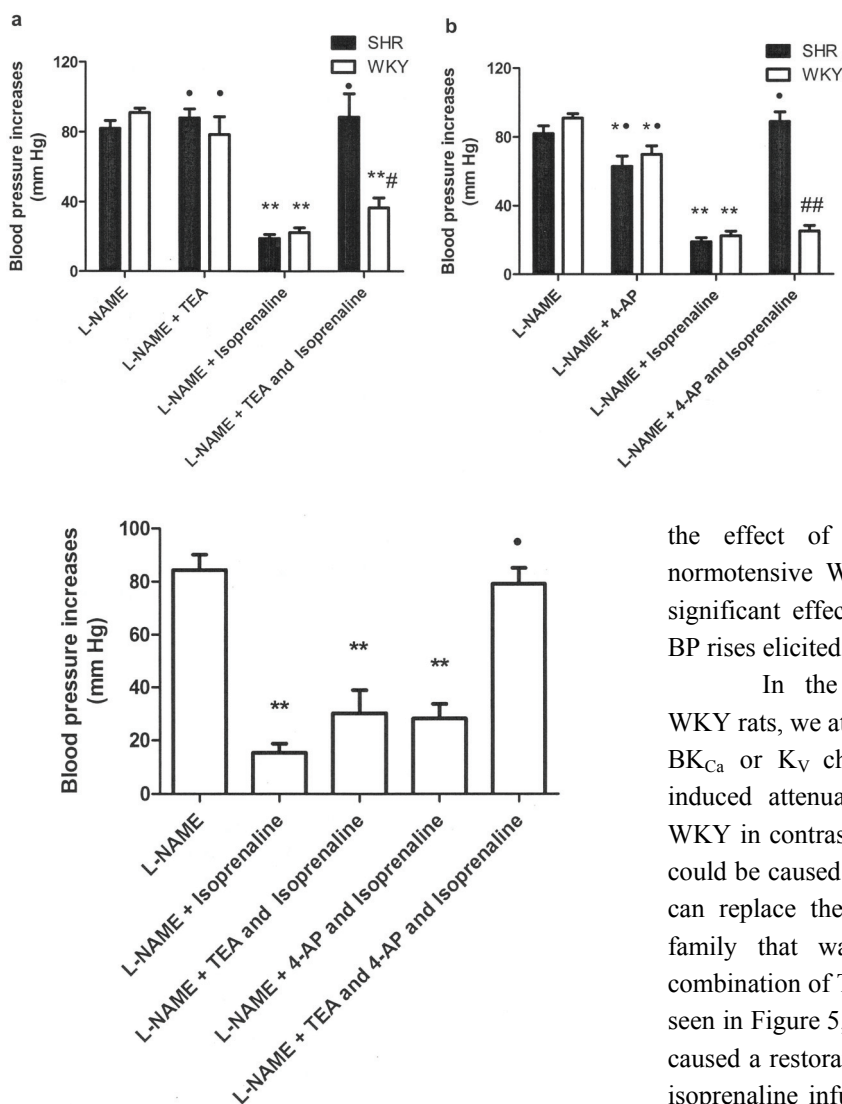 a
SHR
WKY
Blood pressure increases
(mm Hg)
120
80
40
0
• •
** **
•
**#
L-NAME
L-NAME + TEA
L-NAME + Isoprenaline
L-NAME + TEA and Isoprenaline
b
SHR
WKY
Blood pressure increases
(mm Hg)
120
80
40
0
*• *•
** **
•
##
L-NAME
L-NAME + 4-AP
L-NAME + Isoprenaline
L-NAME + 4-AP and Isoprenaline
Blood pressure increases
(mm Hg)
100
80
60
40
20
0
**
**
**
•
L-NAME
L-NAME + Isoprenaline
L-NAME + TEA and Isoprenaline
L-NAME + 4-AP and Isoprenaline
L-NAME + TEA and 4-AP and Isoprenaline
the effect of
normotensive W
significant effec
BP rises elicited
In the
WKY rats, we at
BKCa or KV ch
induced attenua
WKY in contras
could be caused
can replace the
family that wa
combination of T
seen in Figure 5,
caused a restora
isoprenaline infu